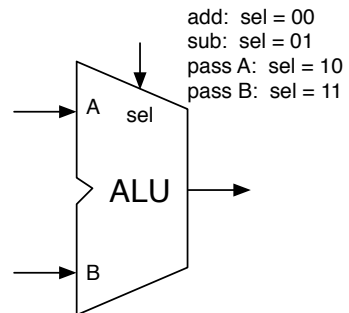 add: sel = 00
sub: sel = 01
pass A: sel = 10
pass B: sel = 11
A
sel
ALU
B